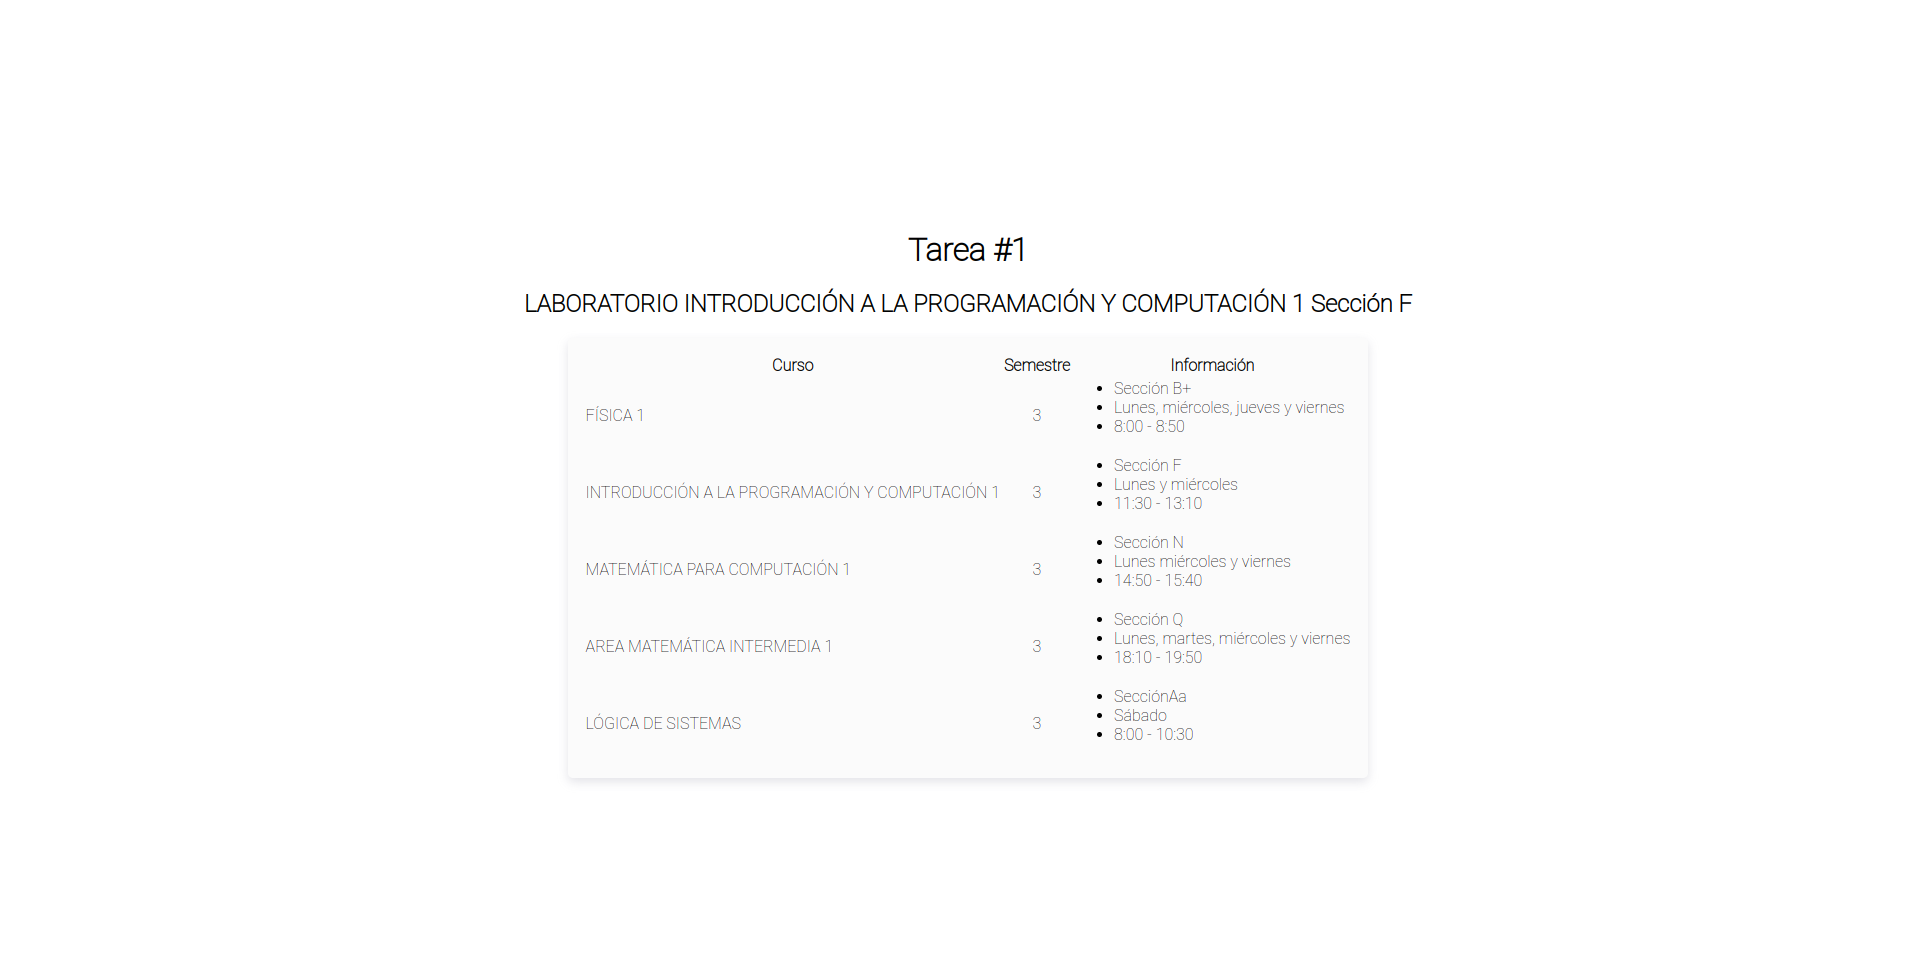 Tarea #1
LABORATORIO INTRODUCCIÓN A LA PROGRAMACIÓN Y COMPUTACIÓN 1 Sección F
Curso Semestre Información
FÍSICA 1 3
Sección B+
Lunes, miércoles, jueves y viernes
8:00 - 8:50
INTRODUCCIÓN A LA PROGRAMACIÓN Y COMPUTACIÓN 1 3
Sección F
Lunes y miércoles
11:30 - 13:10
MATEMÁTICA PARA COMPUTACIÓN 1 3
Sección N
Lunes miércoles y viernes
14:50 - 15:40
AREA MATEMÁTICA INTERMEDIA 1 3
Sección Q
Lunes, martes, miércoles y viernes
18:10 - 19:50
LÓGICA DE SISTEMAS 3
SecciónAa
Sábado
8:00 - 10:30